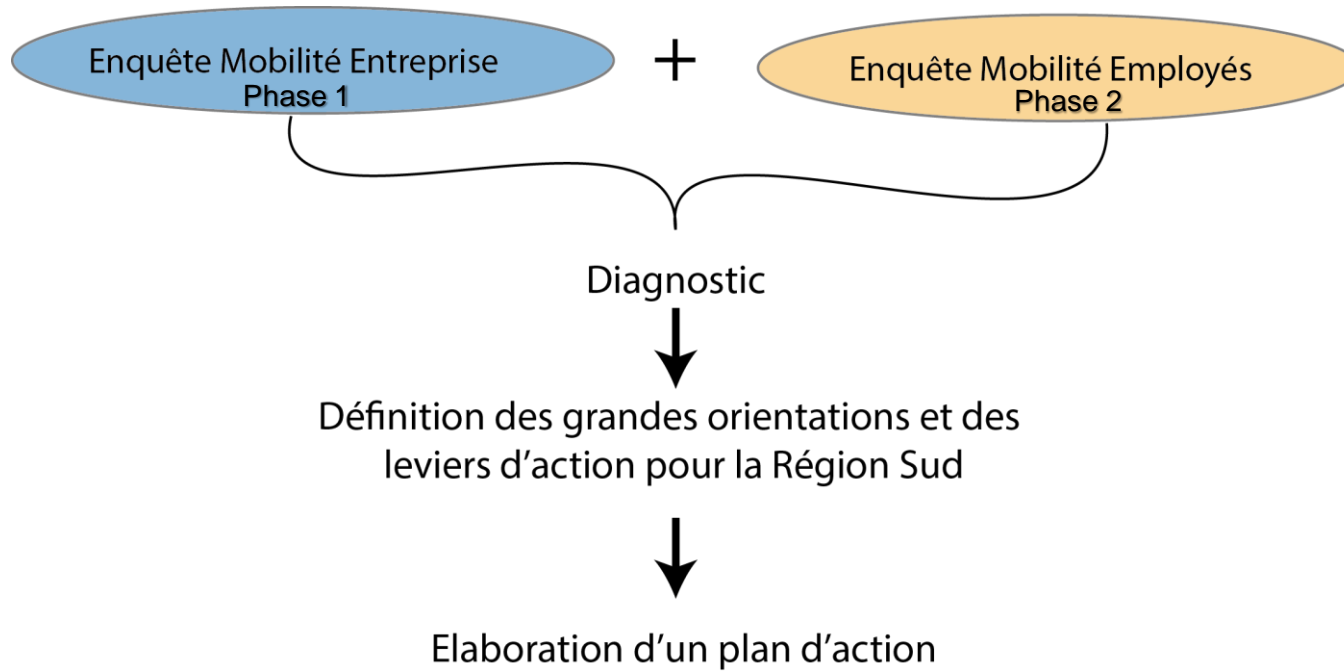 Enquête Mobilité Entreprise
Phase 1
+
Enquête Mobilité Employés
Phase 2
Diagnostic
Définition des grandes orientations et des
leviers d’action pour la Région Sud
Elaboration d’un plan d’action